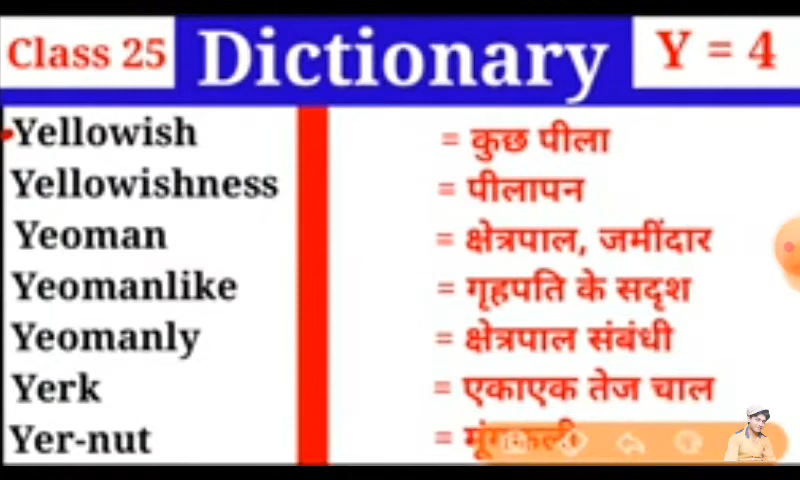 Class 25 Dictionary Y = 4
Yellowish = कुछ पीला
Yellowishness = पीलापन
Yeoman = क्षेत्रपाल, जमींदार
Yeomanlike = गृहपति के सदृश
Yeomanly = क्षेत्रपाल संबंधी
Yerk = एकाएक तेज चाल
Yer-nut =